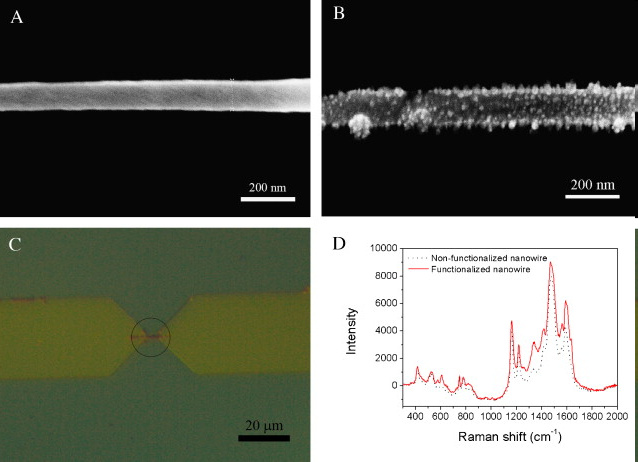 A
200 nm
B
200 nm
C
20 μm
D
Non-functionalized nanowire
Functionalized nanowire
10000
8000
6000
4000
2000
0
Intensity
400 600 800 1000 1200 1400 1600 1800 2000
Raman shift (cm⁻¹)